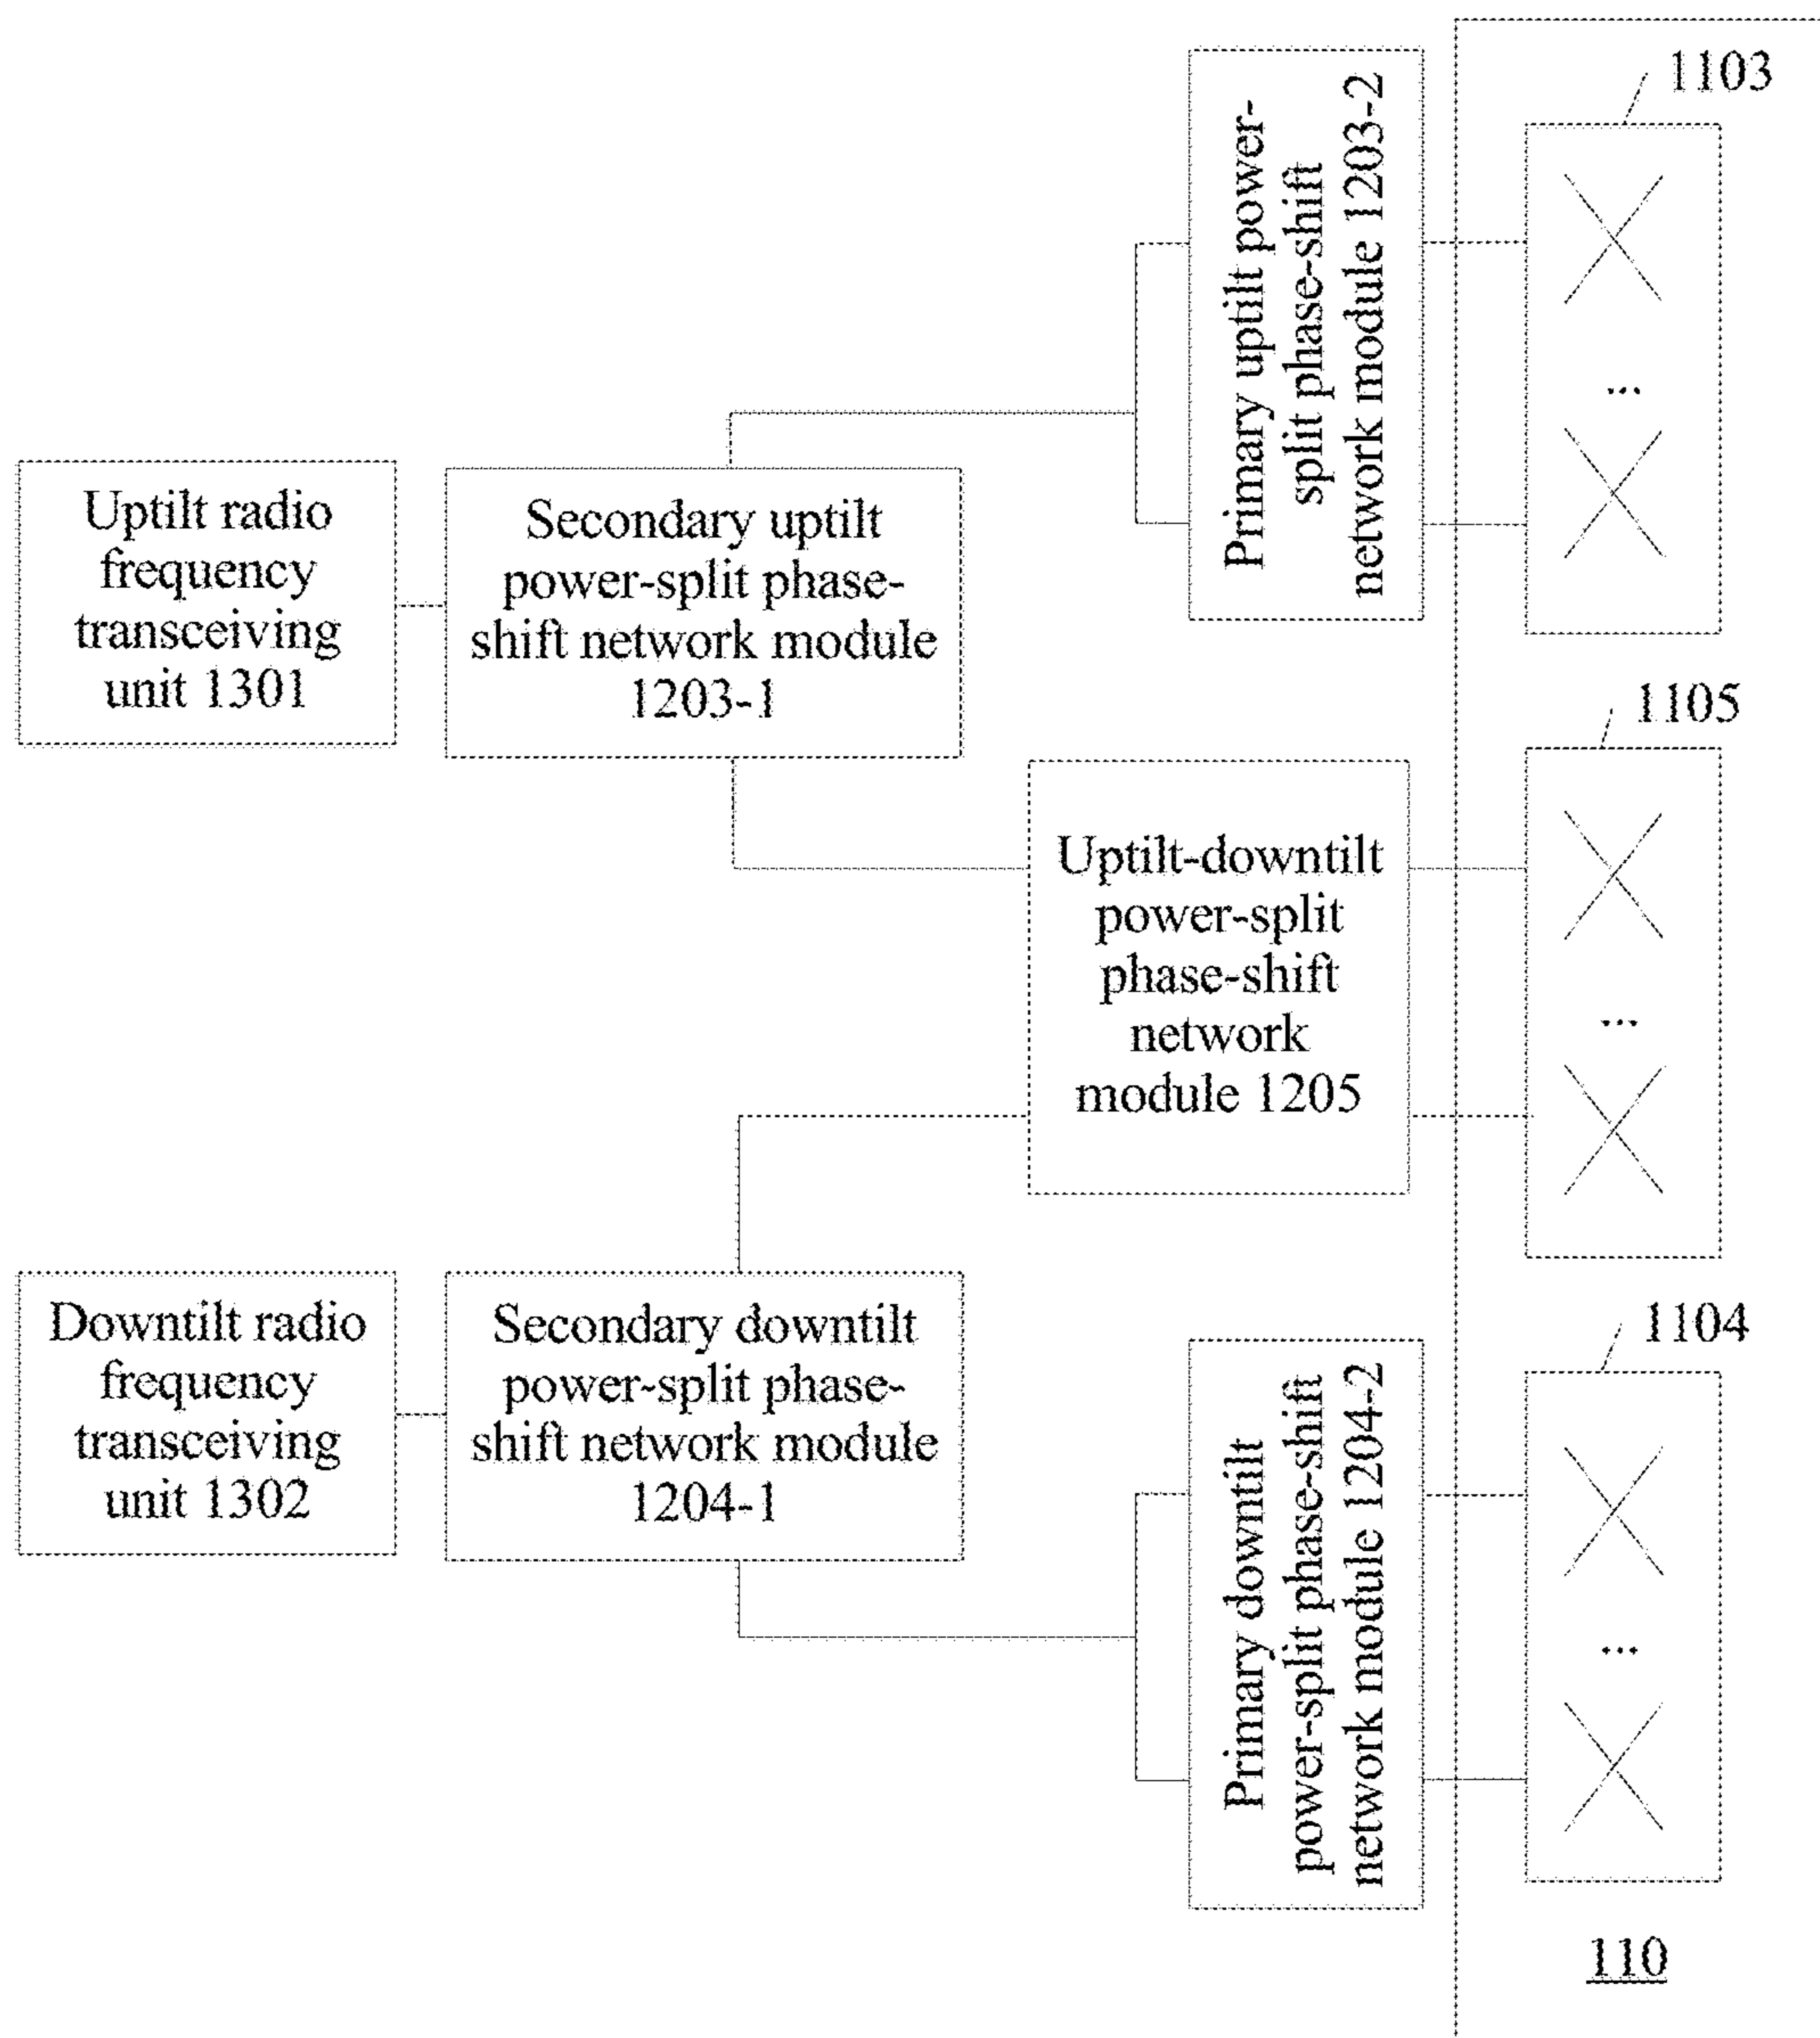 1103
Primary uptilt power-
split phase-shift
network module 1203-2
...
Uptilt radio
frequency
transceiving
unit 1301
Secondary uptilt
power-split phase-
shift network module
1203-1
1105
Uptilt-downtilt
power-split
phase-shift
network
module 1205
...
Downtilt radio
frequency
transceiving
unit 1302
Secondary downtilt
power-split phase-
shift network module
1204-1
1104
Primary downtilt
power-split phase-shift
network module 1204-2
...
110